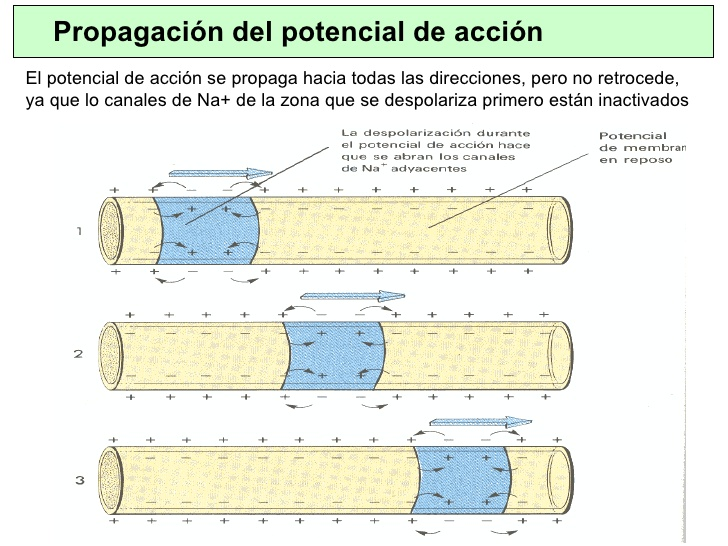 Propagación del potencial de acción
El potencial de acción se propaga hacia todas las direcciones, pero no retrocede,
ya que lo canales de Na+ de la zona que se despolariza primero están inactivados
La despolarización durante
el potencial de acción hace
que se abran los canales
de Na+ adyacentes
Potencial
de membran
en reposo
1
2
3